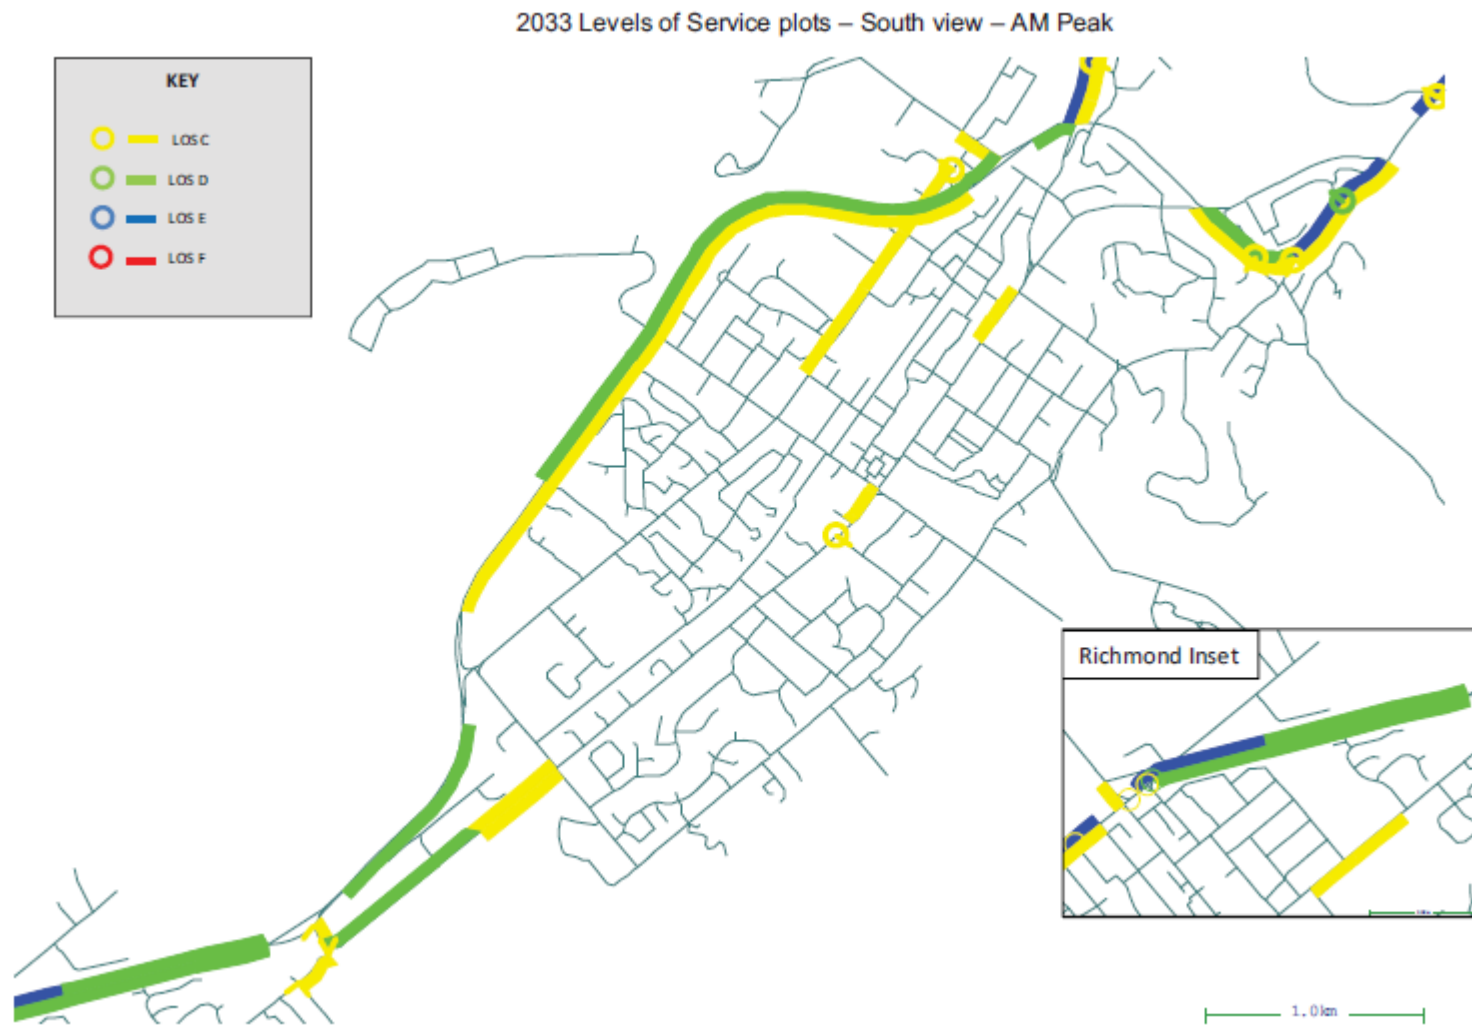 2033 Levels of Service plots – South view – AM Peak
KEY
LOS C
LOS D
LOS E
LOS F
Richmond Inset
1.0km